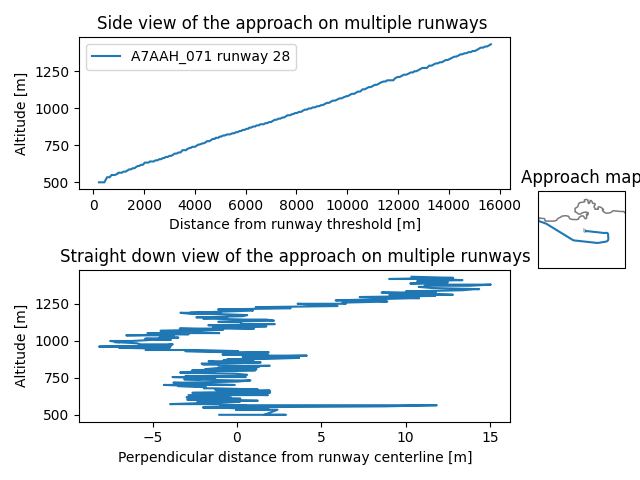 Side view of the approach on multiple runways
A7AAH_071 runway 28
Altitude [m]
1250
1000
750
500
0 2000 4000 6000 8000 10000 12000 14000 16000
Distance from runway threshold [m]
Approach map
Straight down view of the approach on multiple runways
Altitude [m]
1250
1000
750
500
−5 0 5 10 15
Perpendicular distance from runway centerline [m]